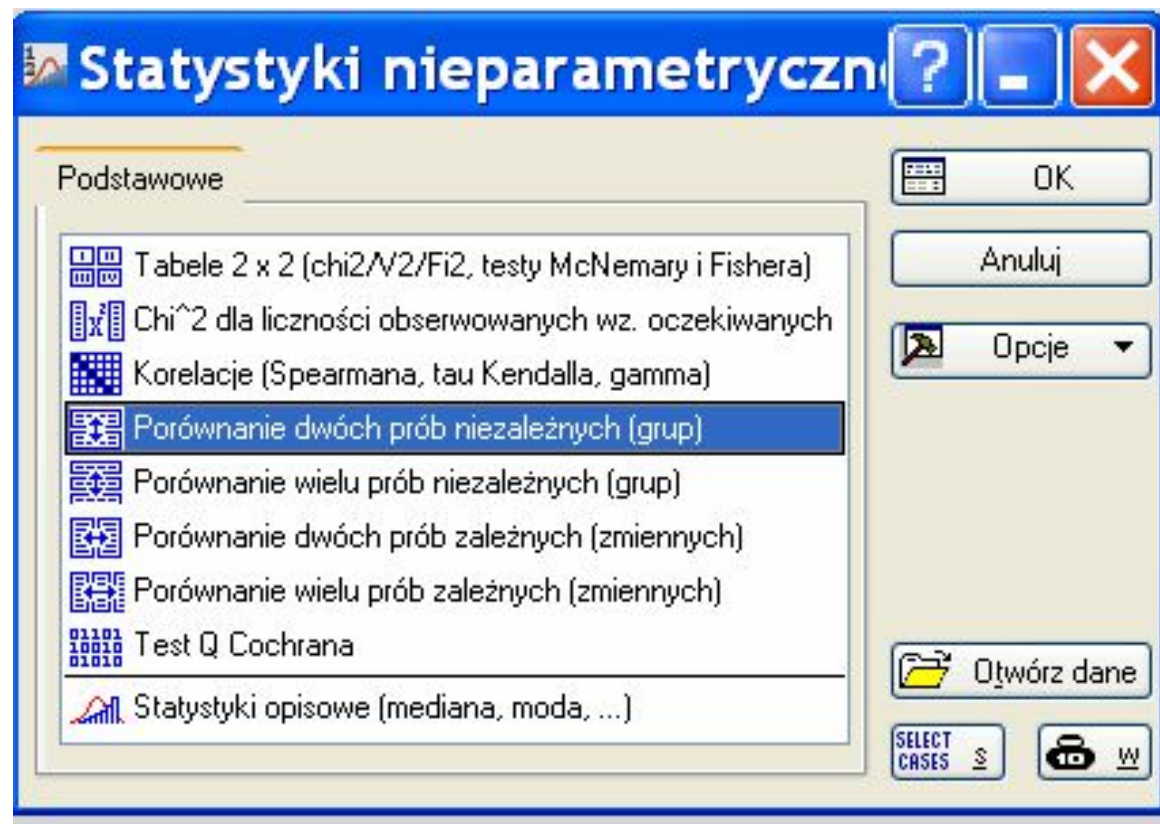 Statystyki nieparametryczn
Podstawowe
Tabele 2 x 2 (chi2/V2/Fi2, testy McNemary i Fishera)
Chi^2 dla liczności obserwowanych wz. oczekiwanych
Korelacje (Spearmana, tau Kendalla, gamma)
Porównanie dwóch prób niezależnych (grup)
Porównanie wielu prób niezależnych (grup)
Porównanie dwóch prób zależnych (zmiennych)
Porównanie wielu prób zależnych (zmiennych)
Test Q Cochrana
Statystyki opisowe (mediana, moda, ...)
OK
Anuluj
Opcje
Otwórz dane
SELECT CASES S
10 W